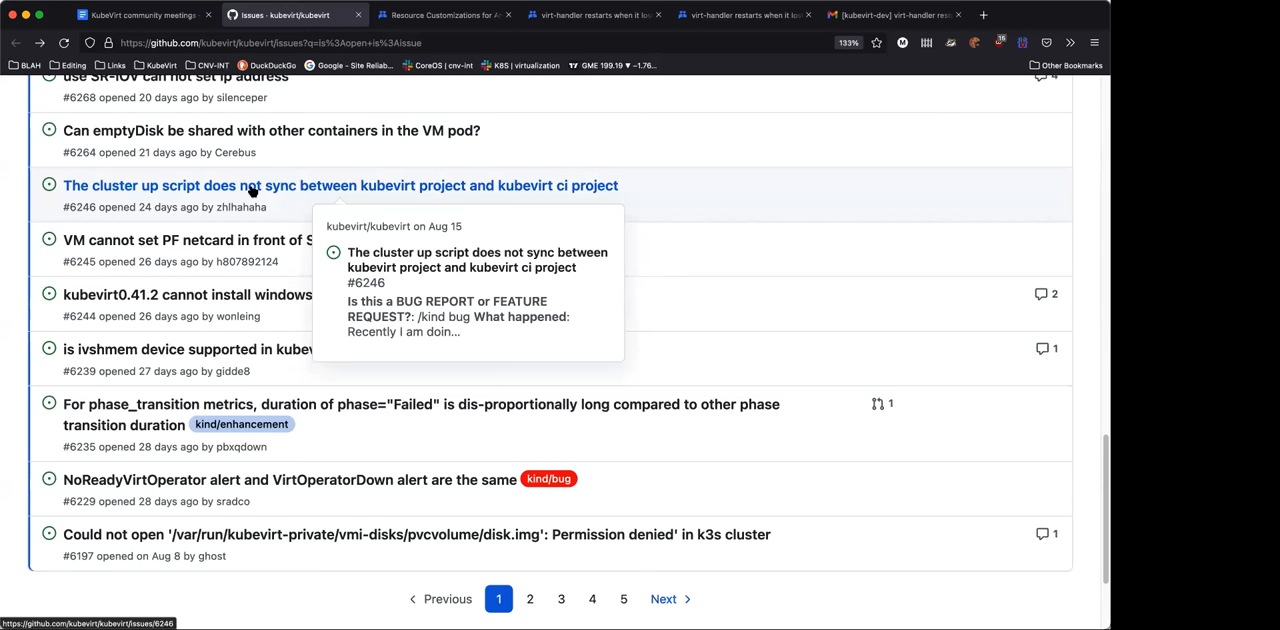 KubeVirt community meetings
Issues · kubevirt/kubevirt
Resource Customizations for Ar
virt-handler restarts when it los
virt-handler restarts when it los
[kubevirt-dev] virt-handler rest
https://github.com/kubevirt/kubevirt/issues?q=is%3Aopen+is%3Aissue
133%
BLAH
Editing
Links
KubeVirt
CNV-INT
DuckDuckGo
Google - Site Reliab...
CoreOS | cnv-int
K8S | virtualization
GME 199.19 ▼ −1.76...
Other Bookmarks
use SR-IOV can not set ip address
4
#6268 opened 20 days ago by silenceper
Can emptyDisk be shared with other containers in the VM pod?
#6264 opened 21 days ago by Cerebus
The cluster up script does not sync between kubevirt project and kubevirt ci project
#6246 opened 24 days ago by zhlhahaha
kubevirt/kubevirt on Aug 15
The cluster up script does not sync between
kubevirt project and kubevirt ci project
#6246
Is this a BUG REPORT or FEATURE
REQUEST?: /kind bug What happened:
Recently I am doin...
VM cannot set PF netcard in front of S
#6245 opened 26 days ago by h807892124
kubevirt0.41.2 cannot install windows
2
#6244 opened 26 days ago by wonleing
is ivshmem device supported in kubev
1
#6239 opened 27 days ago by gidde8
For phase_transition metrics, duration of phase="Failed" is dis-proportionally long compared to other phase
transition duration kind/enhancement
1
#6235 opened 28 days ago by pbxqdown
NoReadyVirtOperator alert and VirtOperatorDown alert are the same kind/bug
#6229 opened 28 days ago by sradco
Could not open '/var/run/kubevirt-private/vmi-disks/pvcvolume/disk.img': Permission denied' in k3s cluster
1
#6197 opened on Aug 8 by ghost
Previous 1 2 3 4 5 Next
https://github.com/kubevirt/kubevirt/issues/6246